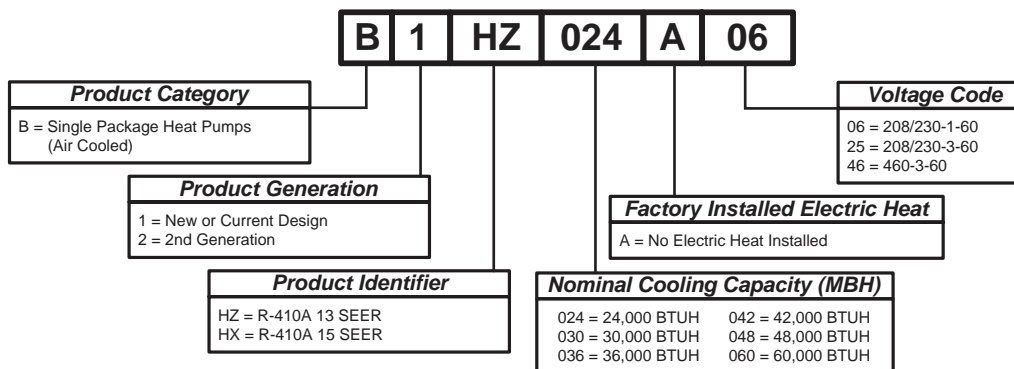 B 1 HZ 024 A 06
Product Category
B = Single Package Heat Pumps
(Air Cooled)
Voltage Code
06 = 208/230-1-60
25 = 208/230-3-60
46 = 460-3-60
Product Generation
1 = New or Current Design
2 = 2nd Generation
Factory Installed Electric Heat
A = No Electric Heat Installed
Product Identifier
HZ = R-410A 13 SEER
HX = R-410A 15 SEER
Nominal Cooling Capacity (MBH)
024 = 24,000 BTUH 042 = 42,000 BTUH
030 = 30,000 BTUH 048 = 48,000 BTUH
036 = 36,000 BTUH 060 = 60,000 BTUH